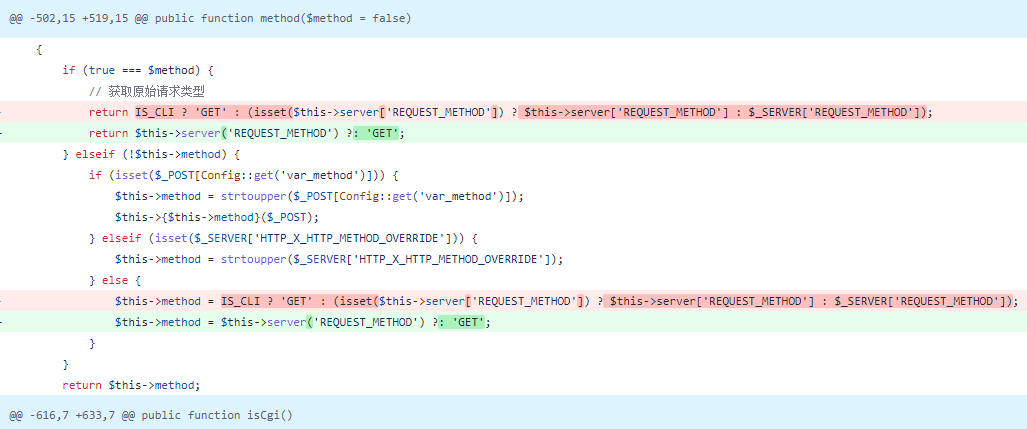 @@ -502,15 +519,15 @@ public function method($method = false)
{
if (true === $method) {
// 获取原始请求类型
- return IS_CLI ? 'GET' : (isset($this->server['REQUEST_METHOD']) ? $this->server['REQUEST_METHOD'] : $_SERVER['REQUEST_METHOD']);
- return $this->server('REQUEST_METHOD') ?: 'GET';
} elseif (!$this->method) {
if (isset($_POST[Config::get('var_method')])) {
$this->method = strtoupper($_POST[Config::get('var_method')]);
$this->{$this->method}($_POST);
} elseif (isset($_SERVER['HTTP_X_HTTP_METHOD_OVERRIDE'])) {
$this->method = strtoupper($_SERVER['HTTP_X_HTTP_METHOD_OVERRIDE']);
} else {
- $this->method = IS_CLI ? 'GET' : (isset($this->server['REQUEST_METHOD']) ? $this->server['REQUEST_METHOD'] : $_SERVER['REQUEST_METHOD']);
- $this->method = $this->server('REQUEST_METHOD') ?: 'GET';
}
}
return $this->method;
@@ -616,7 +633,7 @@ public function isCgi()